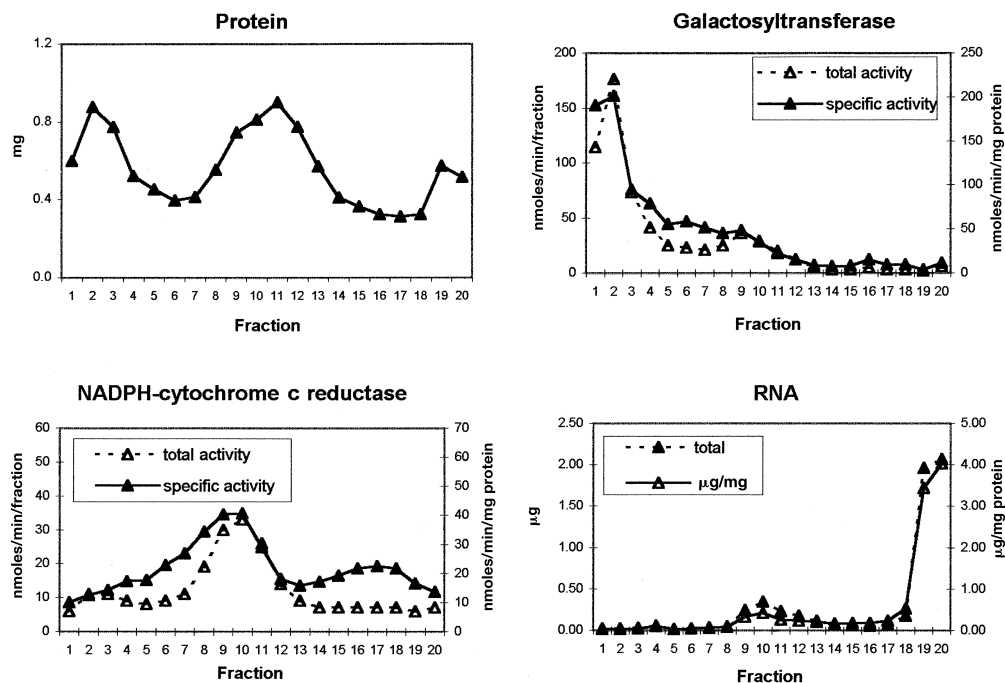 Protein
1.2
0.8
0.4
0.0
mg
1 2 3 4 5 6 7 8 9 10 11 12 13 14 15 16 17 18 19 20
Fraction
Galactosyltransferase
200
150
100
50
0
nmoles/min/fraction
total activity
specific activity
250
200
150
100
50
0
nmoles/min/mg protein
1 2 3 4 5 6 7 8 9 10 11 12 13 14 15 16 17 18 19 20
Fraction
NADPH-cytochrome c reductase
60
50
40
30
20
10
0
nmoles/min/fraction
total activity
specific activity
70
60
50
40
30
20
10
0
nmoles/min/mg protein
1 2 3 4 5 6 7 8 9 10 11 12 13 14 15 16 17 18 19 20
Fraction
RNA
2.50
2.00
1.50
1.00
0.50
0.00
µg
total
µg/mg
5.00
4.00
3.00
2.00
1.00
0.00
µg/mg protein
1 2 3 4 5 6 7 8 9 10 11 12 13 14 15 16 17 18 19 20
Fraction